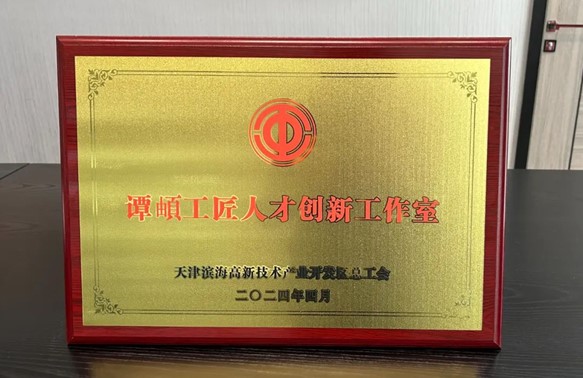 谭㟲工匠人才创新工作室
天津滨海高新技术产业开发区总工会
二〇二四年四月